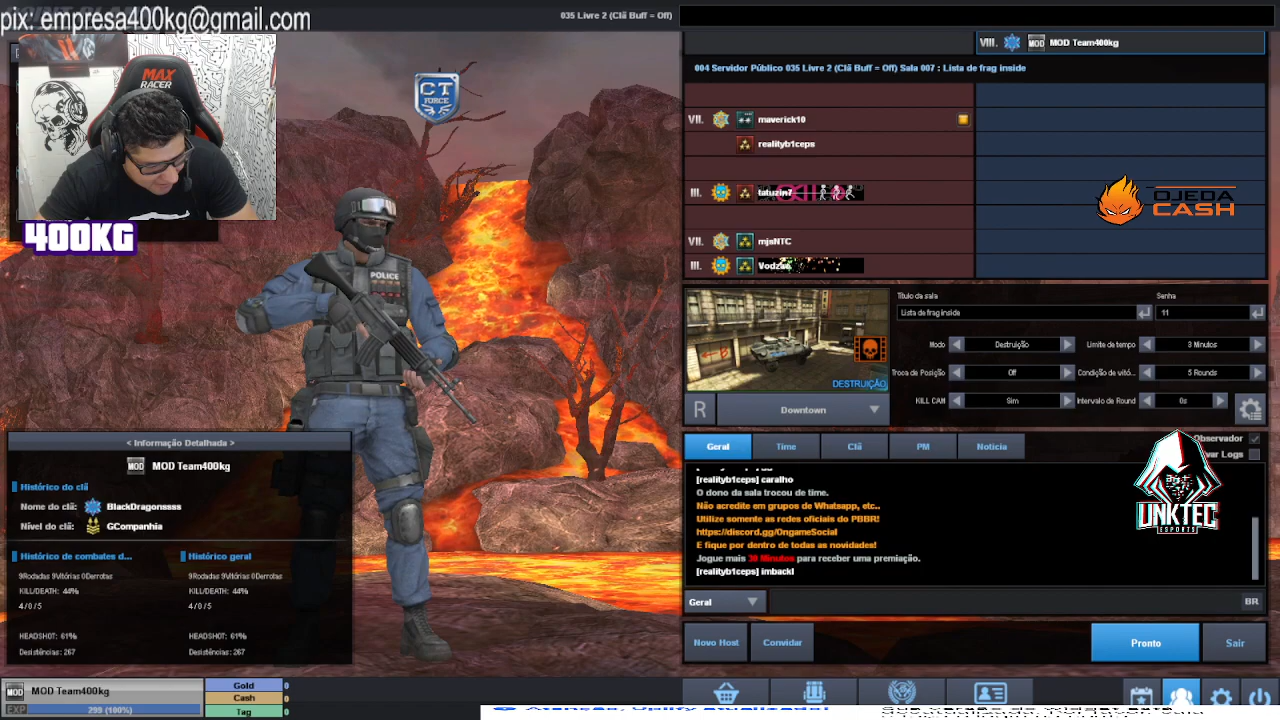 pix: empresa400kg@gmail.com
035 Livre 2 (Clã Buff = Off)
MAX
RACER
400KG
CT
FORCE
POLICE
VIII. MOD MOD Team400kg
004 Servidor Público 035 Livre 2 (Clã Buff = Off) Sala 007 : Lista de frag inside
VII. maverick10
realityb1ceps
III. tatuzin7
VII. mjsNTC
III.
OJEDA
CASH
Título da sala
Senha
Lista de frag inside
11
Modo
Destruição
Limite de tempo
3 Minutos
Troca de Posição
Off
Condição de vitó...
5 Rounds
KILL CAM
Sim
Intervalo de Round
0s
DESTRUIÇÃO
R
Downtown
Geral
Time
Clã
PM
Notícia
Observador
var Logs
[realityb1ceps] caralho
O dono da sala trocou de time.
Não acredite em grupos de Whatsapp, etc..
Utilize somente as redes oficiais do PBBR!
https://discord.gg/OngameSocial
E fique por dentro de todas as novidades!
Jogue mais 30 Minutos para receber uma premiação.
[realityb1ceps] imback!
UNKTEC
ESPORTS
Geral
BR
Novo Host
Convidar
Pronto
Sair
< Informação Detalhada >
MOD MOD Team400kg
Histórico do clã
Nome do clã: BlackDragonssss
Nível do clã: GCompanhia
Histórico de combates d...
Histórico geral
9Rodadas 9Vitórias 0Derrotas
9Rodadas 9Vitórias 0Derrotas
KILL/DEATH: 44%
KILL/DEATH: 44%
4 / 0 / 5
4 / 0 / 5
HEADSHOT: 61%
HEADSHOT: 61%
Desistências: 267
Desistências: 267
MOD MOD Team400kg
EXP 299 (100%)
Gold 0
Cash 0
Tag 0